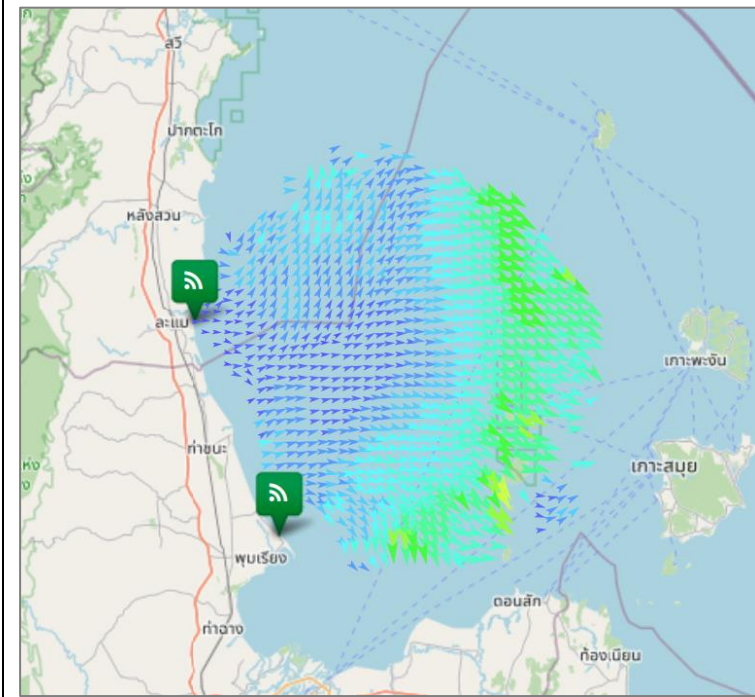 สวี
ปากตะโก
หลังสวน
ละแม
เกาะพะงัน
ท่าชนะ
เกาะสมุย
พุมเรียง
ดอนสัก
ท่าฉาง
ท้องเนียน